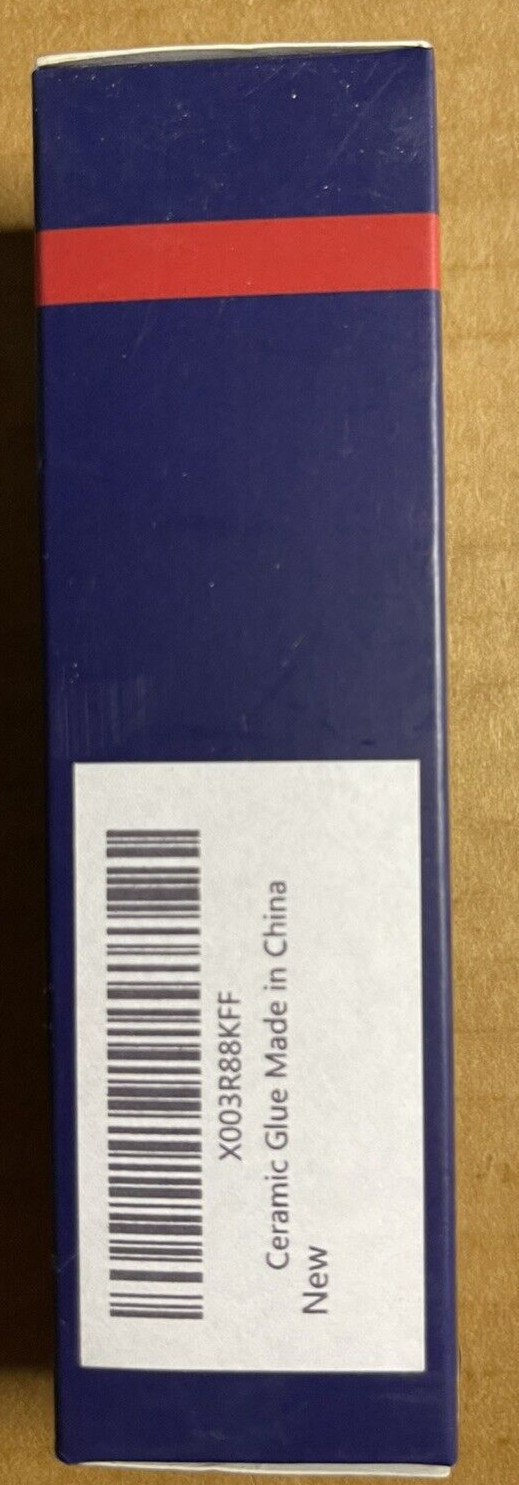 X003R88KFF
Ceramic Glue Made in China
New